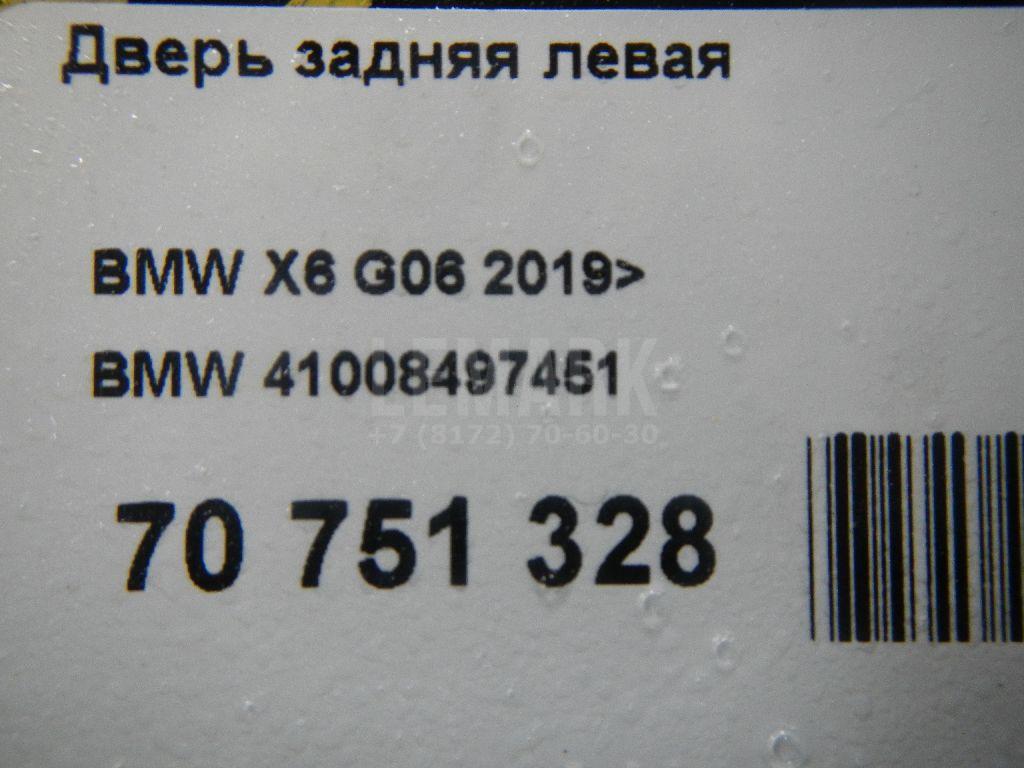 Дверь задняя левая
BMW X6 G06 2019>
BMW 41008497451
LEMARK
+7 (8172) 70-60-30
70 751 328